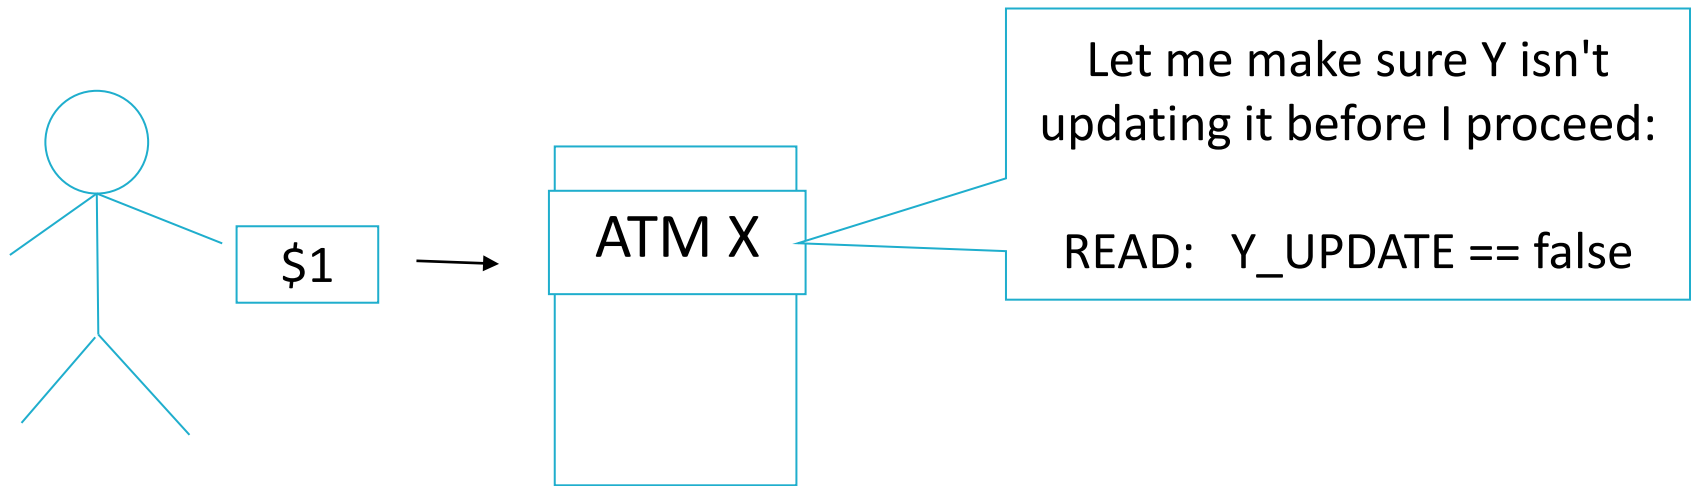 $1
ATM X
Let me make sure Y isn't
updating it before I proceed:
READ: Y_UPDATE == false